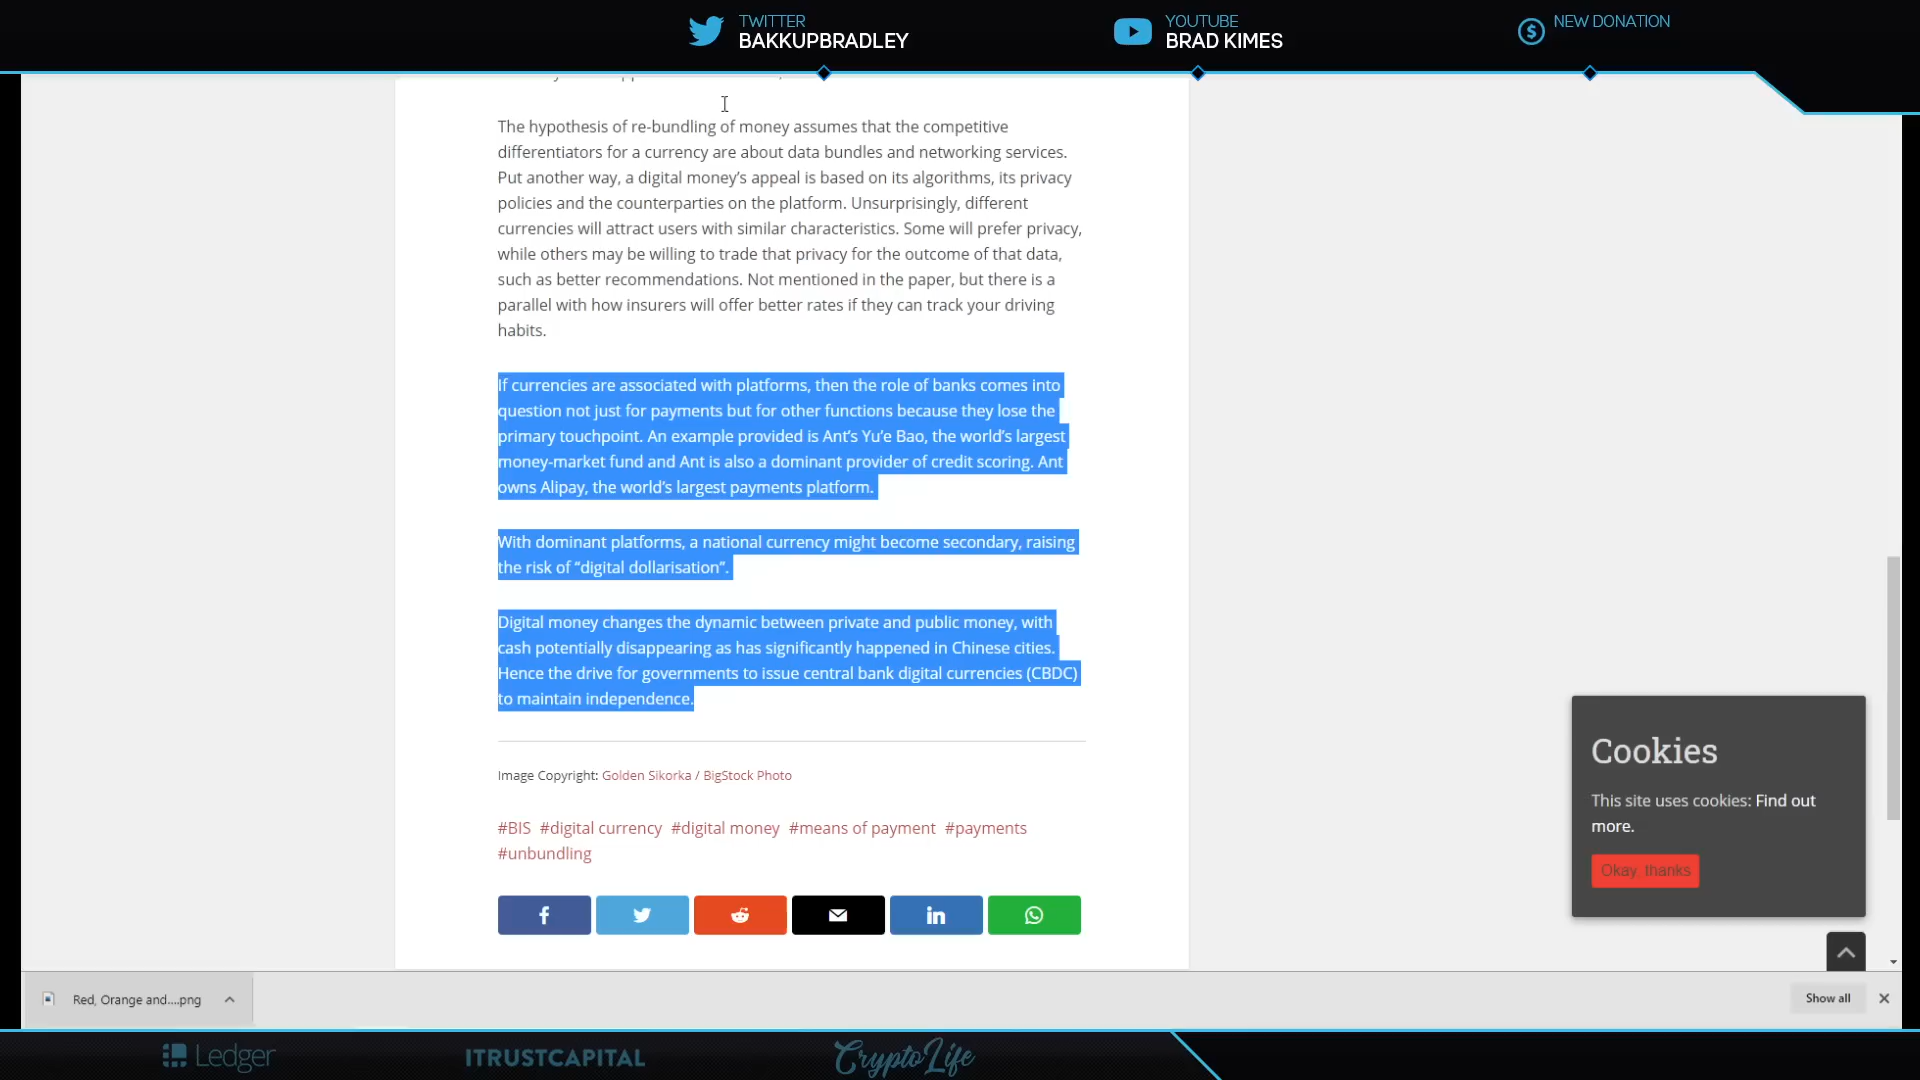 TWITTER
BAKKUPBRADLEY
YOUTUBE
BRAD KIMES
NEW DONATION
The hypothesis of re-bundling of money assumes that the competitive
differentiators for a currency are about data bundles and networking services.
Put another way, a digital money’s appeal is based on its algorithms, its privacy
policies and the counterparties on the platform. Unsurprisingly, different
currencies will attract users with similar characteristics. Some will prefer privacy,
while others may be willing to trade that privacy for the outcome of that data,
such as better recommendations. Not mentioned in the paper, but there is a
parallel with how insurers will offer better rates if they can track your driving
habits.
If currencies are associated with platforms, then the role of banks comes into
question not just for payments but for other functions because they lose the
primary touchpoint. An example provided is Ant’s Yu’e Bao, the world’s largest
money-market fund and Ant is also a dominant provider of credit scoring. Ant
owns Alipay, the world’s largest payments platform.
With dominant platforms, a national currency might become secondary, raising
the risk of “digital dollarisation”.
Digital money changes the dynamic between private and public money, with
cash potentially disappearing as has significantly happened in Chinese cities.
Hence the drive for governments to issue central bank digital currencies (CBDC)
to maintain independence.
Image Copyright: Golden Sikorka / BigStock Photo
#BIS #digital currency #digital money #means of payment #payments
#unbundling
Cookies
This site uses cookies: Find out
more.
Okay, thanks
Red, Orange and....png
Show all
Ledger
ITRUSTCAPITAL
CryptoLife